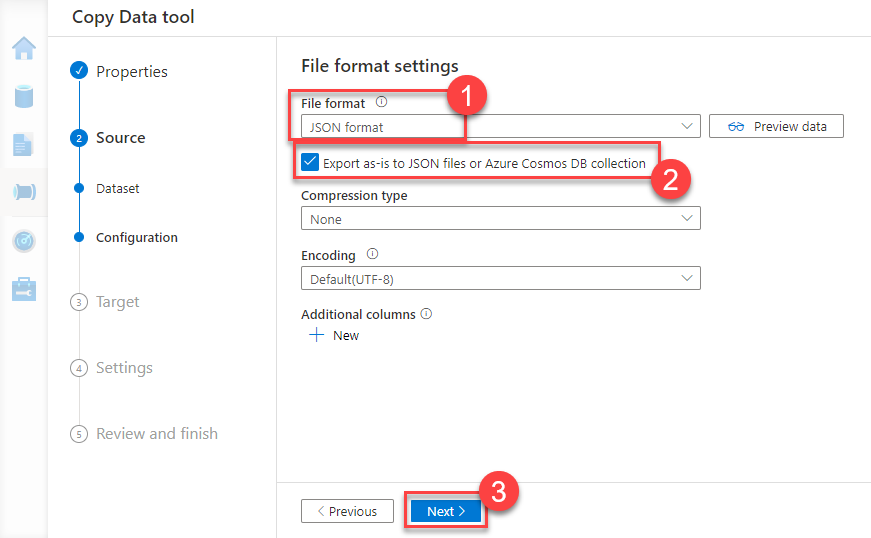 Copy Data tool
Properties
2 Source
Dataset
Configuration
3 Target
4 Settings
5 Review and finish
File format settings
File format
1
JSON format
Preview data
Export as-is to JSON files or Azure Cosmos DB collection
2
Compression type
None
Encoding
Default(UTF-8)
Additional columns
New
3
Previous
Next